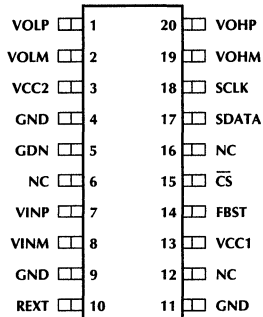 VOLP 1 20 VOHP
VOLM 2 19 VOHM
VCC2 3 18 SCLK
GND 4 17 SDATA
GDN 5 16 NC
NC 6 15 C̅S̅
VINP 7 14 FBST
VINM 8 13 VCC1
GND 9 12 NC
REXT 10 11 GND